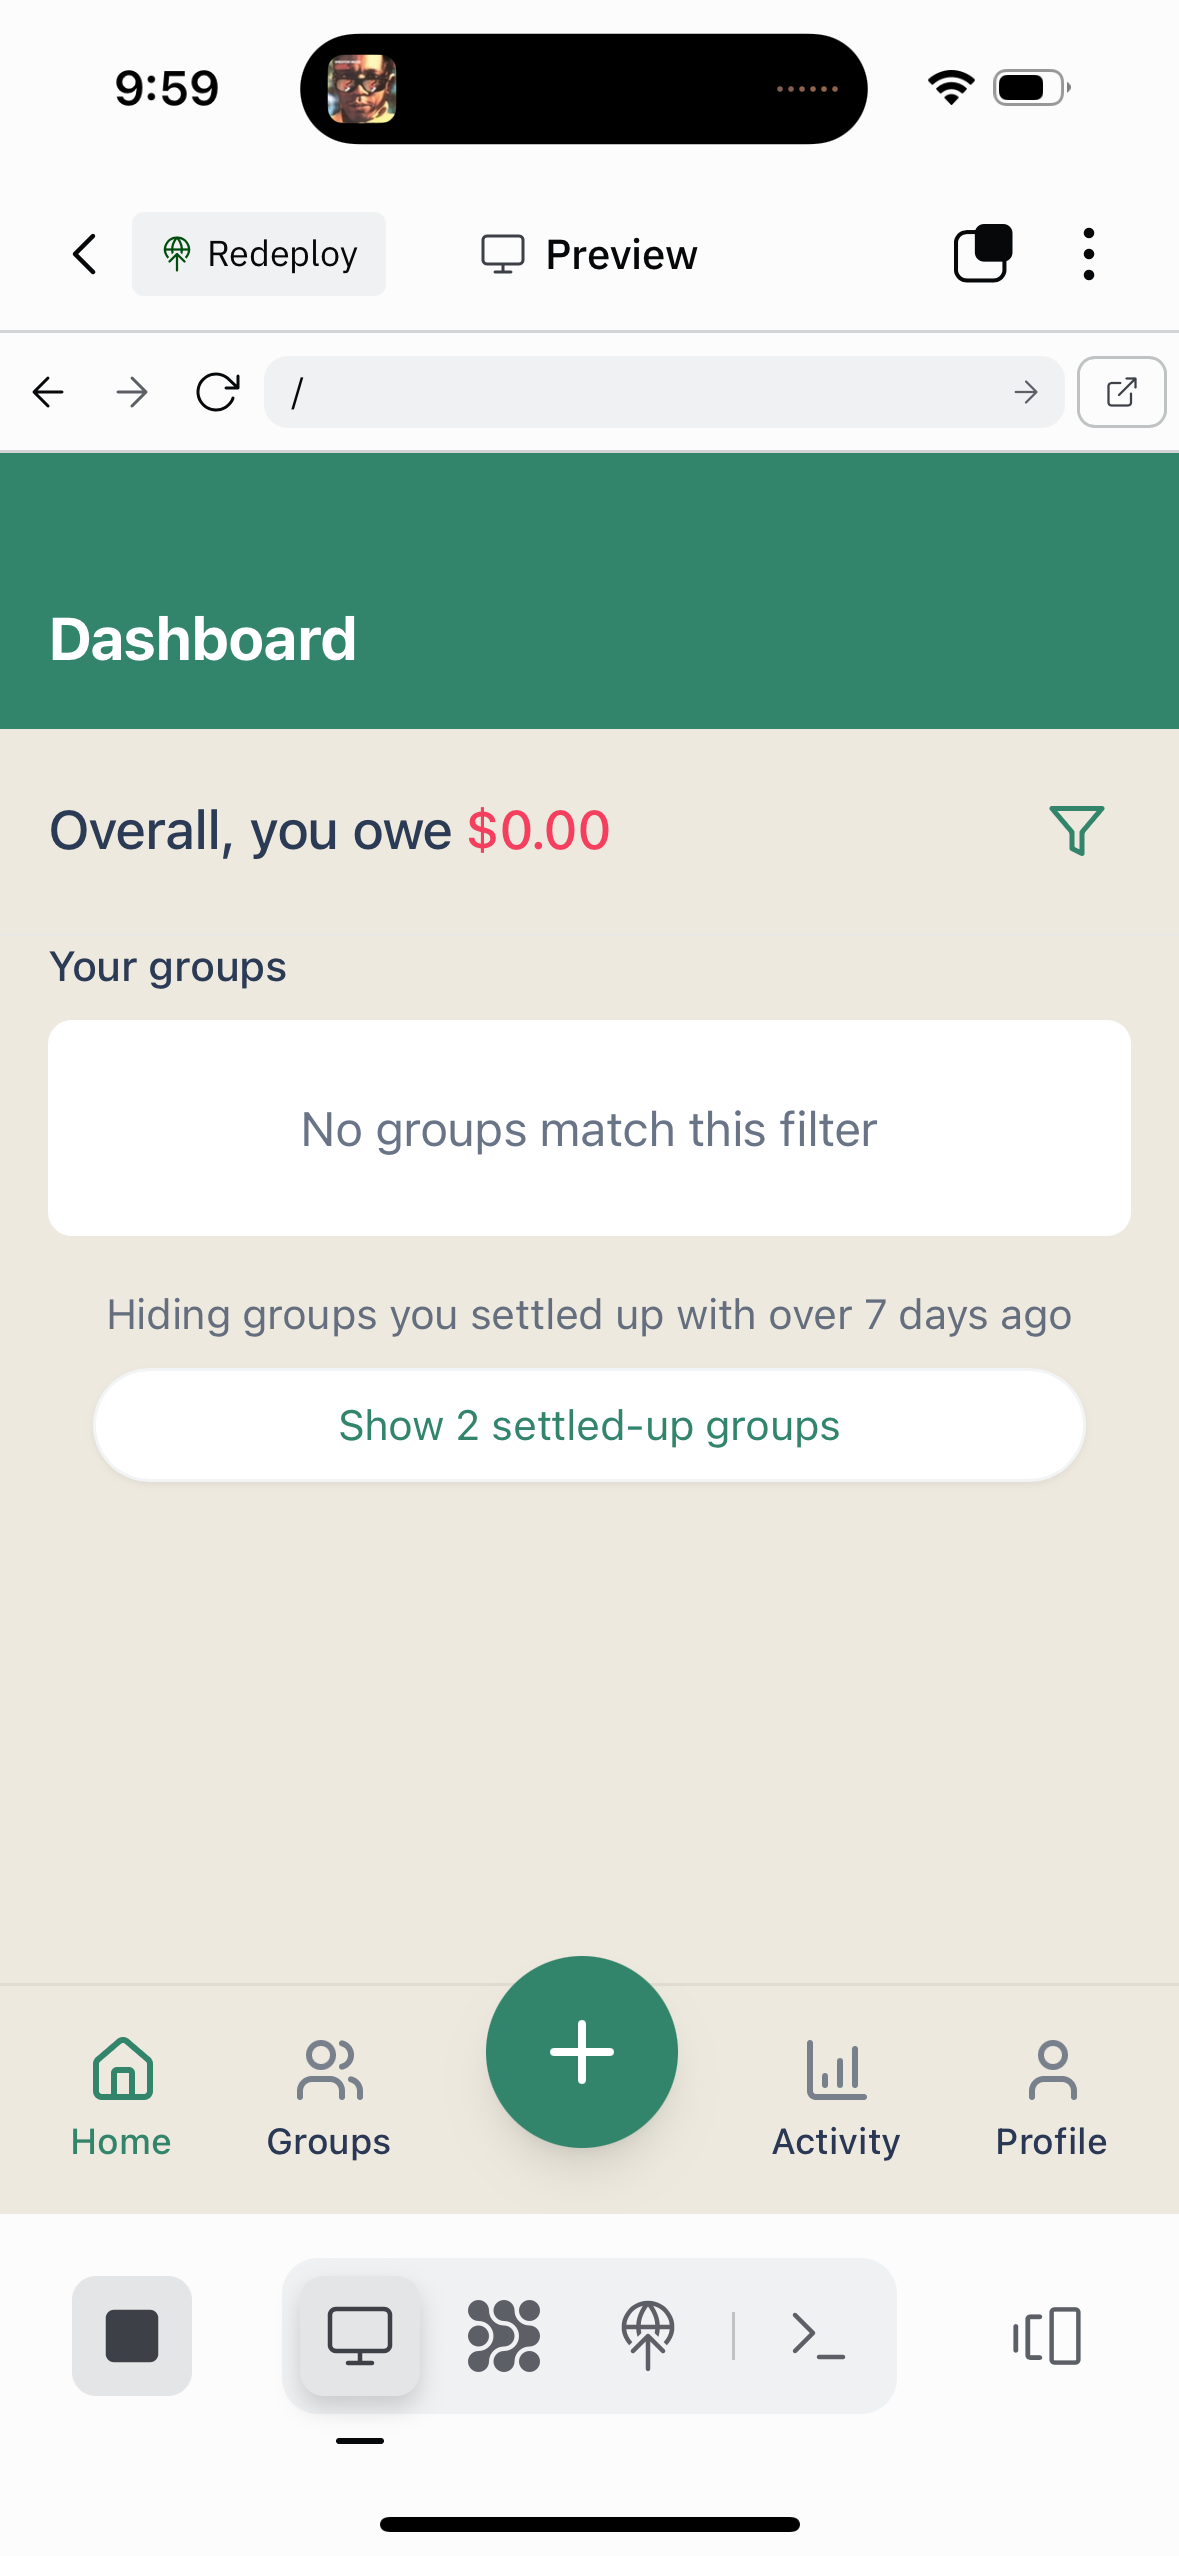 9:59
Redeploy
Preview
/
Dashboard
Overall, you owe $0.00
Your groups
No groups match this filter
Hiding groups you settled up with over 7 days ago
Show 2 settled-up groups
Home
Groups
Activity
Profile